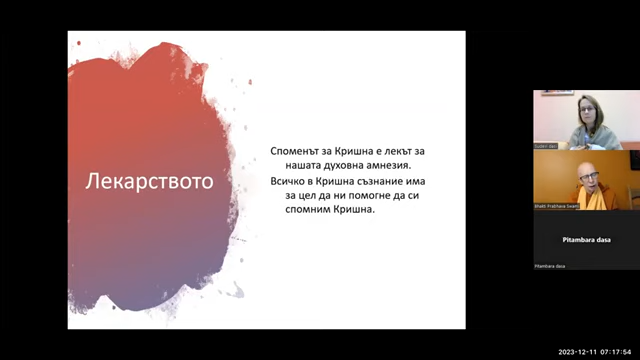 Лекарството
Споменът за Кришна е лекът за
нашата духовна амнезия.
Всичко в Кришна съзнание има
за цел да ни помогне да си
спомним Кришна.
Bhakti Prabhava Swami
Pitambara dasa
Pitambara dasa
2023-12-11 07:17:54